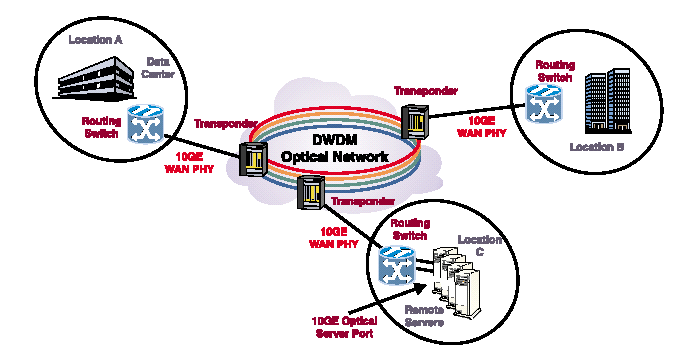 Location A
Data
Center
Routing
Switch
Transponder
10GE
WAN PHY
DWDM
Optical Network
Transponder
10GE
WAN PHY
Routing
Switch
Location B
Transponder
10GE
WAN PHY
Routing
Switch
Location
C
Remote
Servers
10GE Optical
Server Port